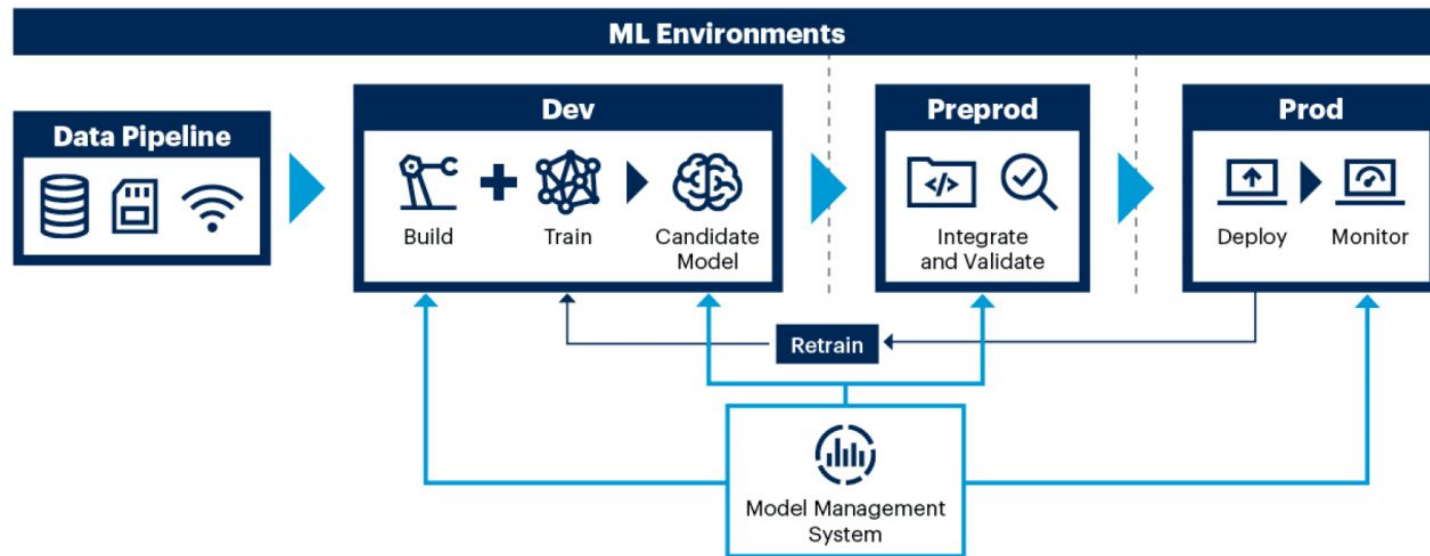 ML Environments
Data Pipeline
Dev
Build
Train
Candidate
Model
Preprod
</>
Integrate
and Validate
Prod
Deploy
Monitor
Retrain
Model Management
System